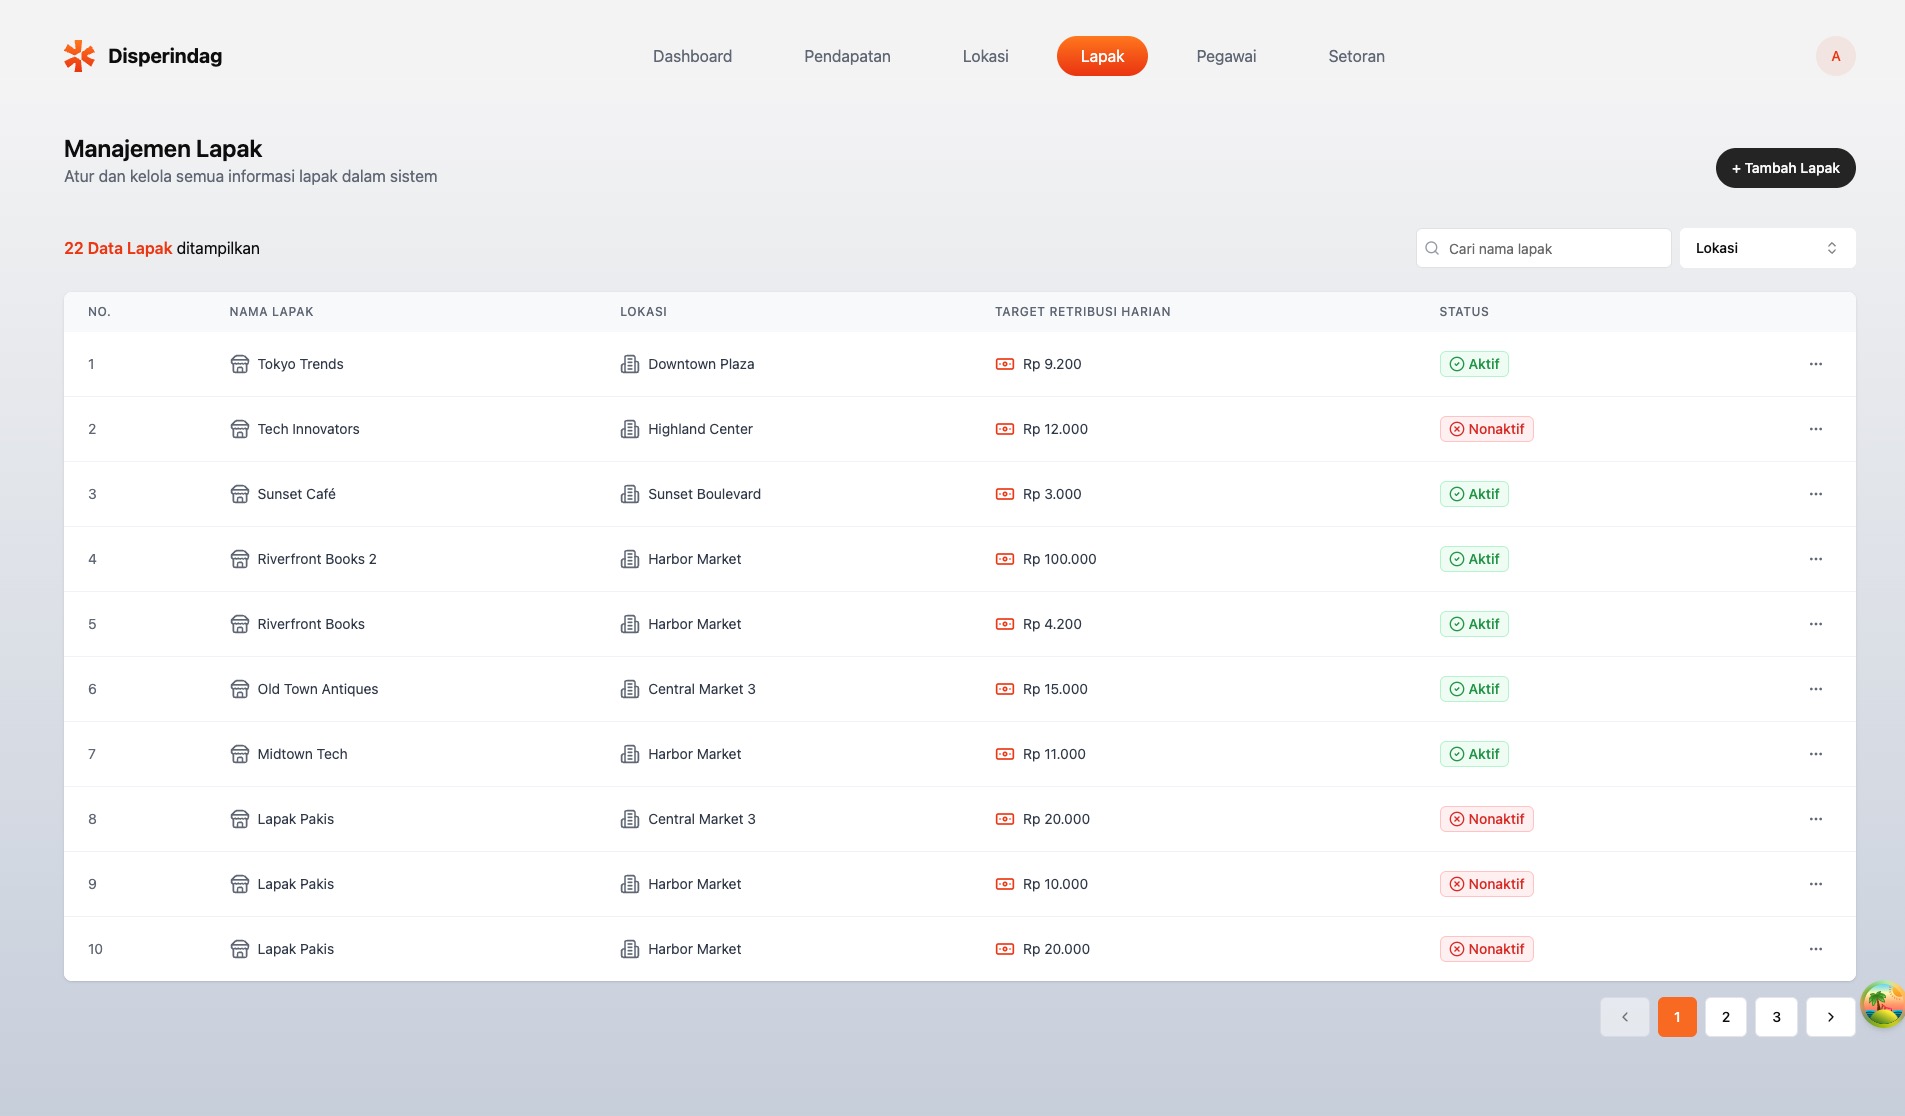 Disperindag
Dashboard Pendapatan Lokasi Lapak Pegawai Setoran
A
Manajemen Lapak
Atur dan kelola semua informasi lapak dalam sistem
+ Tambah Lapak
22 Data Lapak ditampilkan
Cari nama lapak
Lokasi
NO. NAMA LAPAK LOKASI TARGET RETRIBUSI HARIAN STATUS
1 Tokyo Trends Downtown Plaza Rp 9.200 Aktif ...
2 Tech Innovators Highland Center Rp 12.000 Nonaktif ...
3 Sunset Café Sunset Boulevard Rp 3.000 Aktif ...
4 Riverfront Books 2 Harbor Market Rp 100.000 Aktif ...
5 Riverfront Books Harbor Market Rp 4.200 Aktif ...
6 Old Town Antiques Central Market 3 Rp 15.000 Aktif ...
7 Midtown Tech Harbor Market Rp 11.000 Aktif ...
8 Lapak Pakis Central Market 3 Rp 20.000 Nonaktif ...
9 Lapak Pakis Harbor Market Rp 10.000 Nonaktif ...
10 Lapak Pakis Harbor Market Rp 20.000 Nonaktif ...
1 2 3